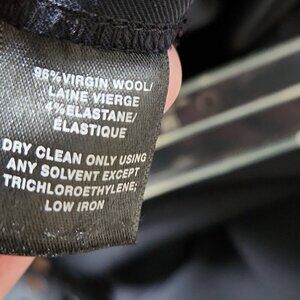 96% VIRGIN WOOL/
LAINE VIERGE
4% ELASTANE/
ÉLASTIQUE
DRY CLEAN ONLY USING
ANY SOLVENT EXCEPT
TRICHLOROETHYLENE;
LOW IRON